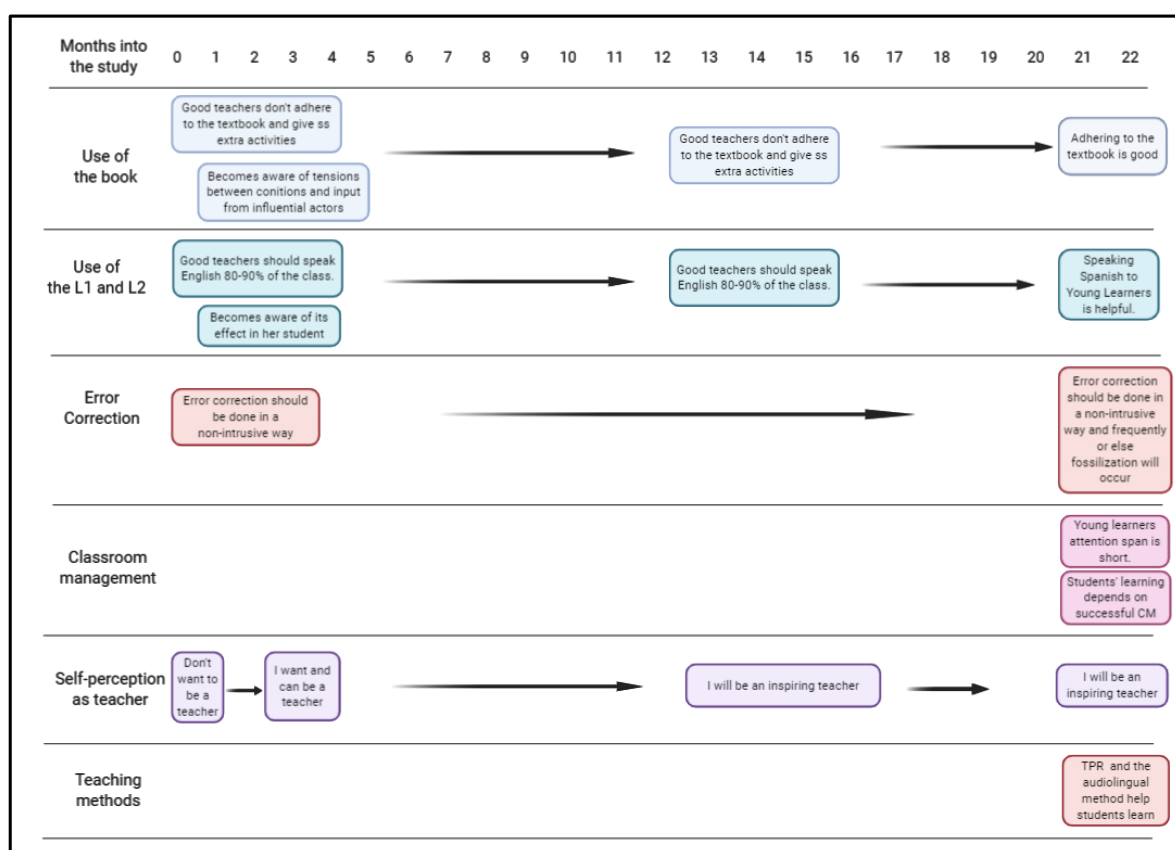 Months into
the study
0 1 2 3 4 5 6 7 8 9 10 11 12 13 14 15 16 17 18 19 20 21 22
Use of
the book
Good teachers don't adhere
to the textbook and give ss
extra activities
Becomes aware of tensions
between conitions and input
from influential actors
Good teachers don't adhere
to the textbook and give ss
extra activities
Adhering to the
textbook is good
Use of
the L1 and L2
Good teachers should speak
English 80-90% of the class.
Becomes aware of its
effect in her student
Good teachers should speak
English 80-90% of the class.
Speaking
Spanish to
Young Learners
is helpful.
Error
Correction
Error correction should
be done in a
non-intrusive way
Error correction
should be done in
a non-intrusive
way and frequently
or else
fossilization will
occur
Classroom
management
Young learners
attention span is
short.
Students' learning
depends on
successful CM
Self-perception
as teacher
Don't
want to
be a
teacher
I want and
can be a
teacher
I will be an inspiring teacher
I will be an
inspiring teacher
Teaching
methods
TPR and the
audiolingual
method help
students learn